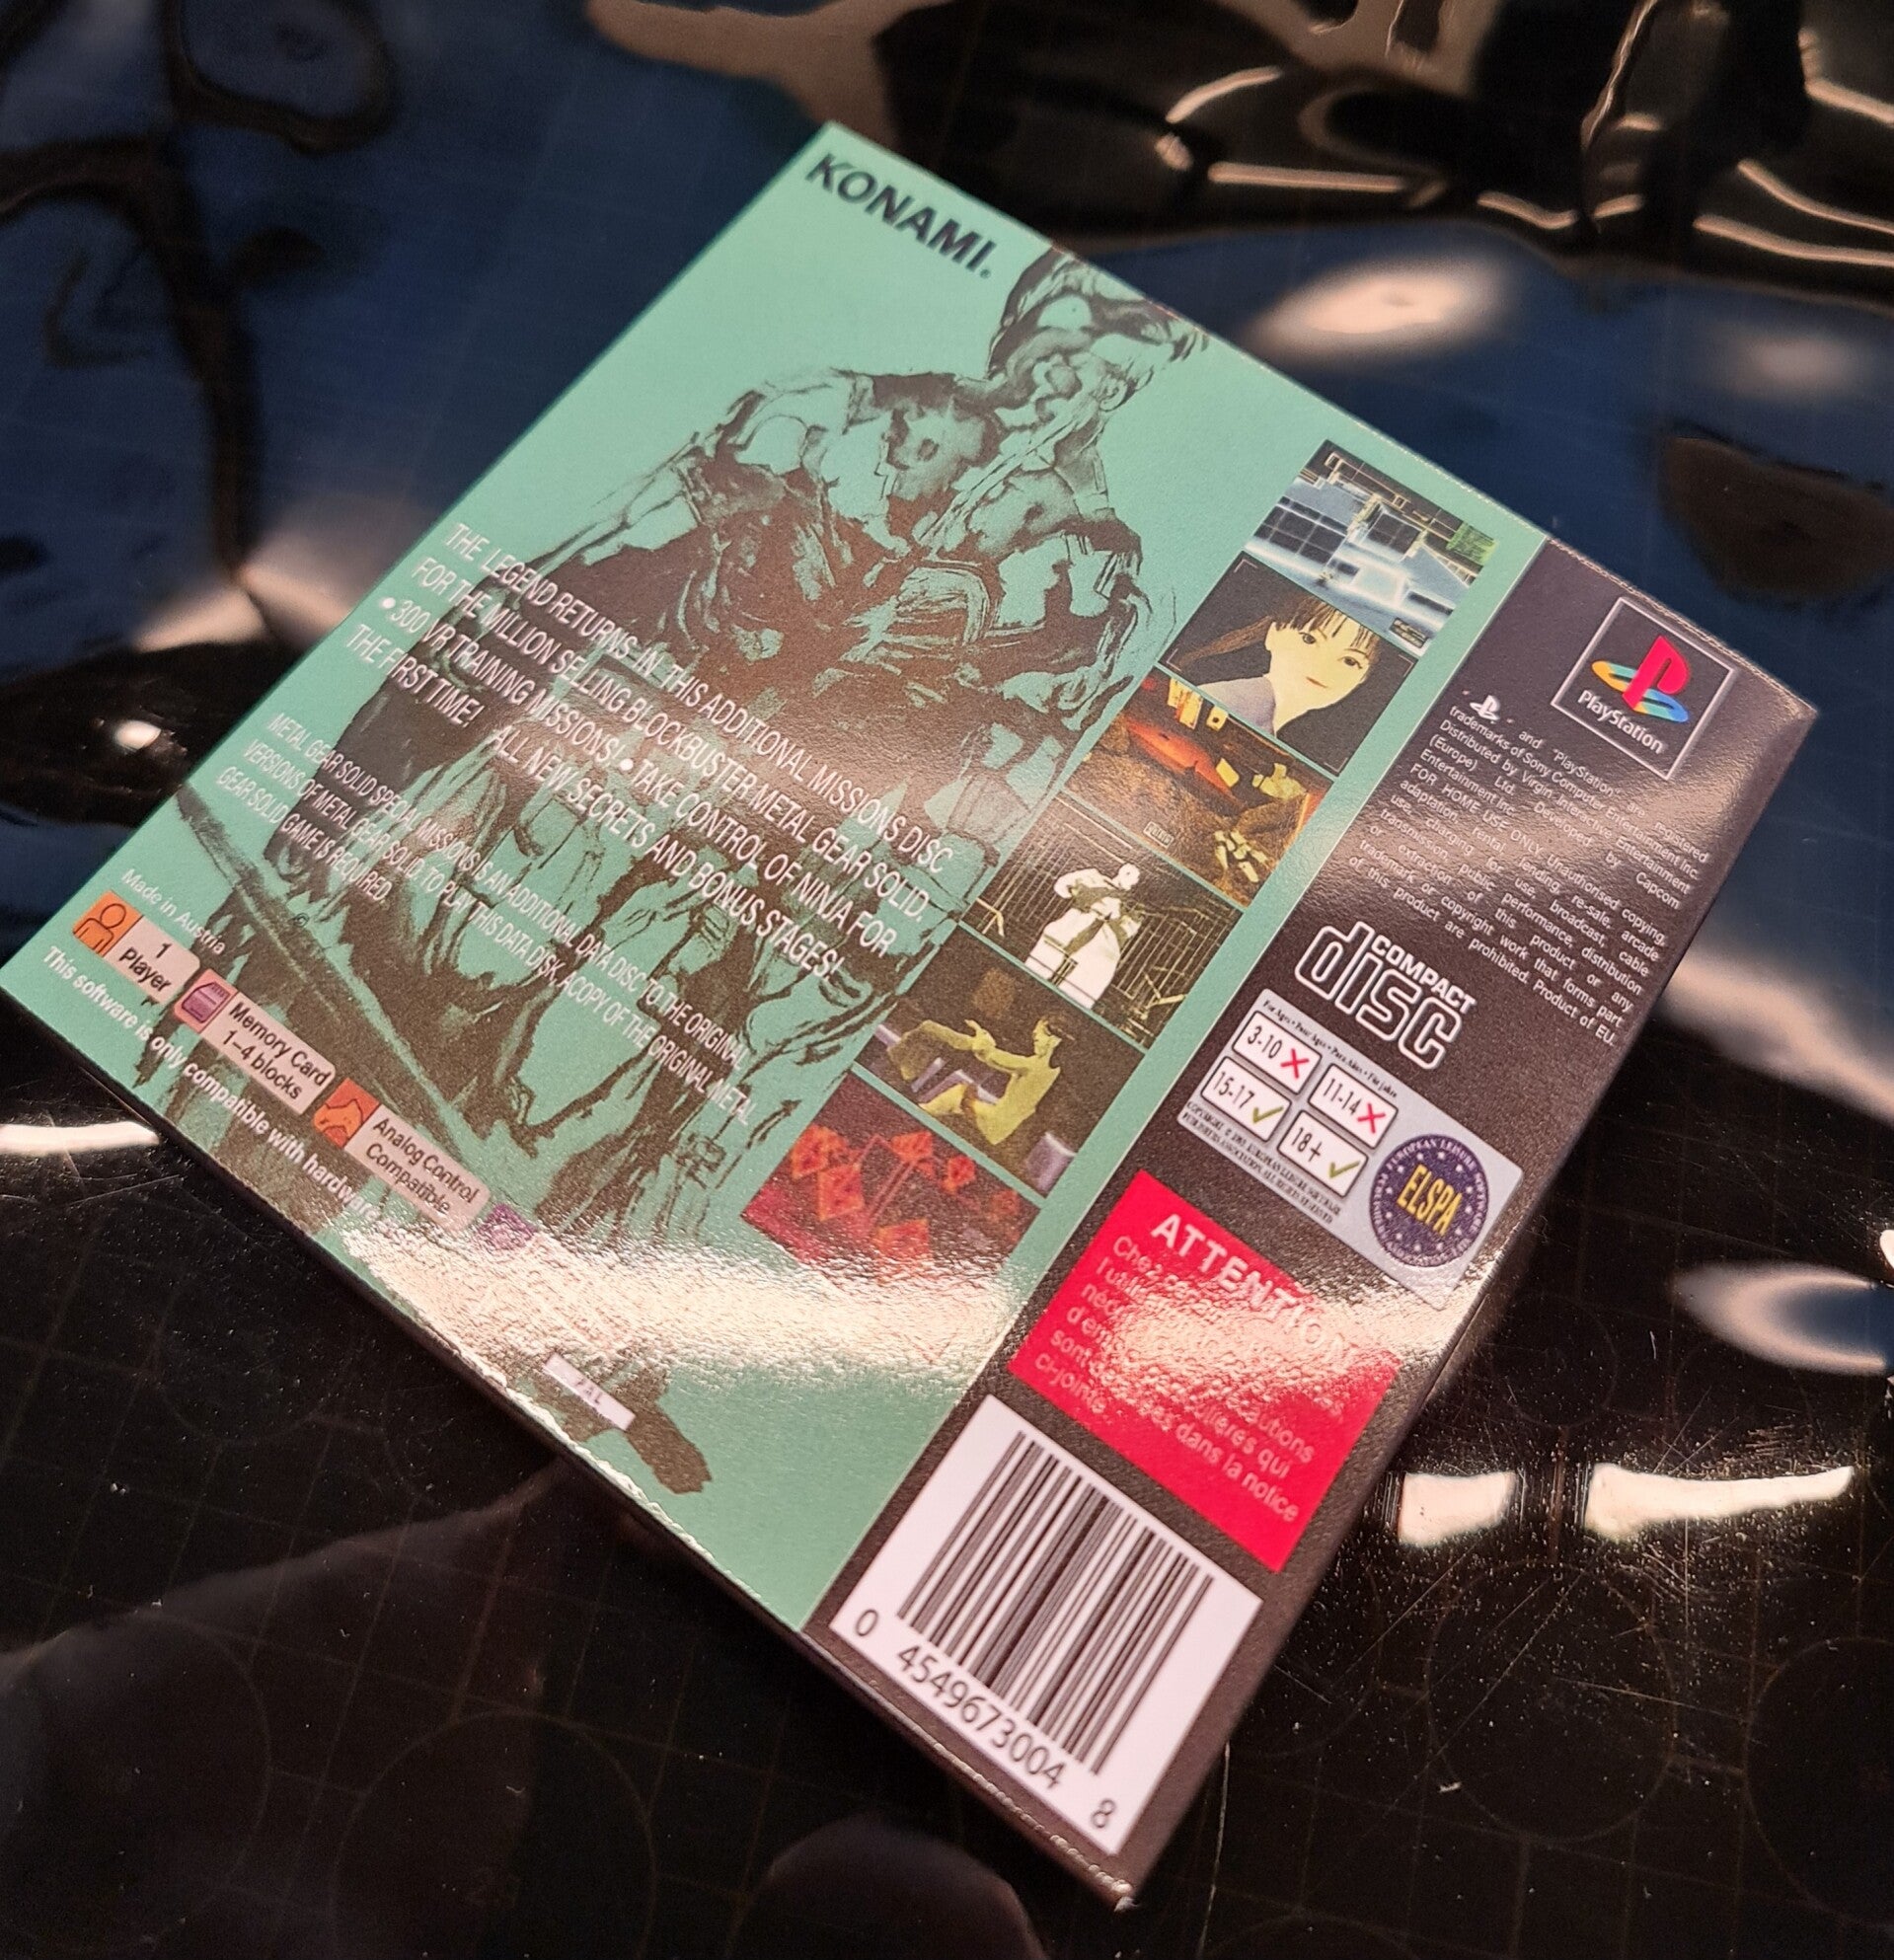 KONAMI
THE LEGEND RETURNS IN THIS ADDITIONAL MISSIONS DISC
FOR THE MILLION SELLING BLOCKBUSTER METAL GEAR SOLID.
• 300 VR TRAINING MISSIONS! • TAKE CONTROL OF NINJA FOR
THE FIRST TIME! ALL NEW SECRETS AND BONUS STAGES!
METAL GEAR SOLID SPECIAL MISSIONS IS AN ADDITIONAL DATA DISC TO THE ORIGINAL
VERSIONS OF METAL GEAR SOLID. TO PLAY THIS DATA DISK, A COPY OF THE ORIGINAL METAL
GEAR SOLID GAME IS REQUIRED.
Made in Austria
1
Player
Memory Card
1-4 blocks
Analog Control
Compatible
This software is only compatible with hardware
PAL
PlayStation
and "PlayStation" are registered
trademarks of Sony Computer Entertainment Inc.
Distributed by Virgin Interactive Entertainment
(Europe) Ltd. Developed by Capcom
Entertainment Inc.
FOR HOME USE ONLY. Unauthorised copying,
adaptation, rental, lending, re-sale, arcade
use, charging for use, broadcast, cable
transmission, public performance, distribution
or extraction of this product or any
trademark or copyright work that forms part
of this product are prohibited. Product of EU.
COMPACT
disc
3-10
11-14
15-17
18+
ELSPA
ATTENTION
Chez
l'utilisation
sont
précautions
qui
dans la notice
Ci-jointe
0 4549673004 8